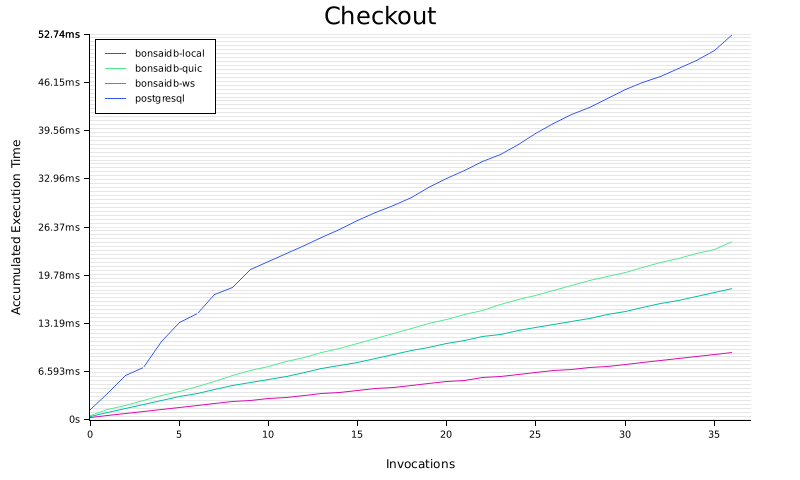 Checkout
52.74ms
46.15ms
39.56ms
32.96ms
26.37ms
19.78ms
13.19ms
6.593ms
0s
bonsaidb-local
bonsaidb-quic
bonsaidb-ws
postgresql
Accumulated Execution Time
0 5 10 15 20 25 30 35
Invocations